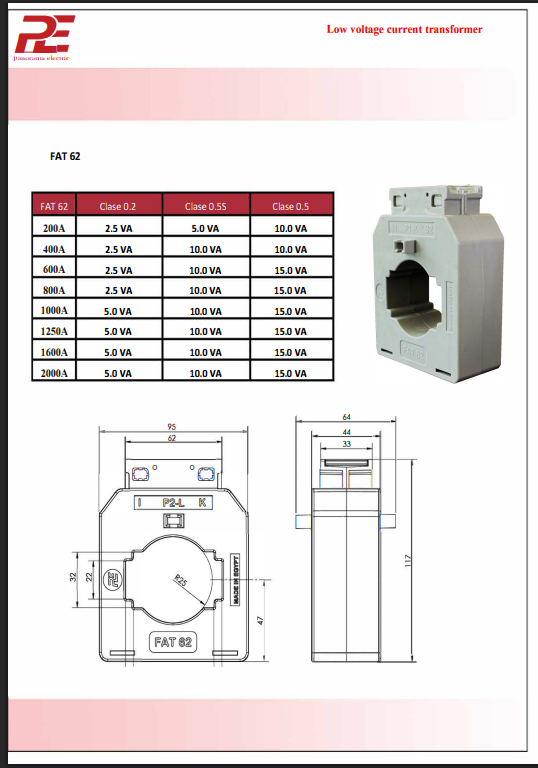 PE
Panorama electric
Low voltage current transformer
FAT 62
FAT 62 Clase 0.2 Clase 0.5S Clase 0.5
200A 2.5 VA 5.0 VA 10.0 VA
400A 2.5 VA 10.0 VA 10.0 VA
600A 2.5 VA 10.0 VA 15.0 VA
800A 2.5 VA 10.0 VA 15.0 VA
1000A 5.0 VA 10.0 VA 15.0 VA
1250A 5.0 VA 10.0 VA 15.0 VA
1600A 5.0 VA 10.0 VA 15.0 VA
2000A 5.0 VA 10.0 VA 15.0 VA
FAT 62
95
62
I P2-L K
32
22
R25
MADE IN EGYPT
47
FAT 62
64
44
33
117